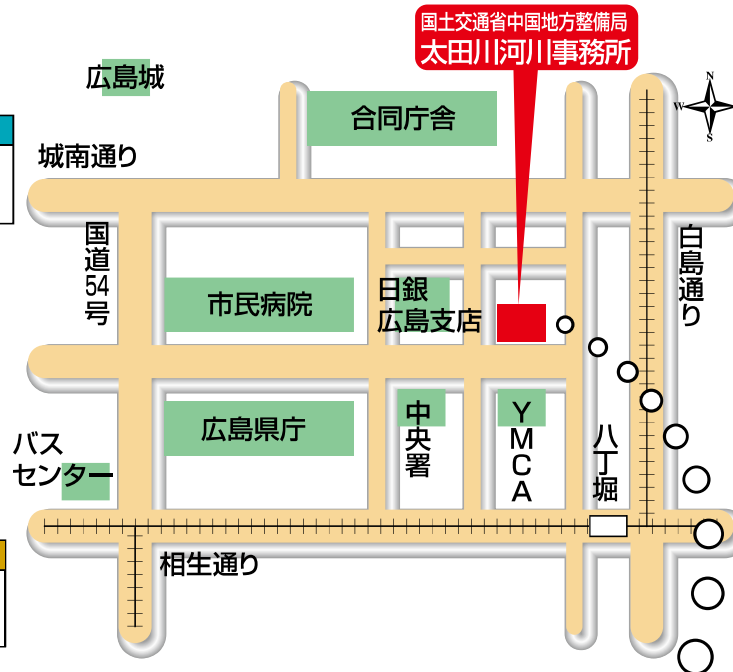 国土交通省中国地方整備局
太田川河川事務所
広島城
合同庁舎
N
W
S
城南通り
国道54号
白島通り
市民病院
日銀
広島支店
広島県庁
中央署
YMCA
八丁堀
バス
センター
相生通り